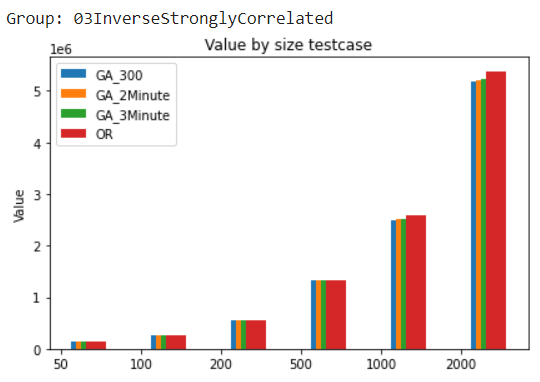 Group: 03InverseStronglyCorrelated
Value by size testcase
1e6
GA_300
GA_2Minute
GA_3Minute
OR
Value
5
4
3
2
1
0
50 100 200 500 1000 2000